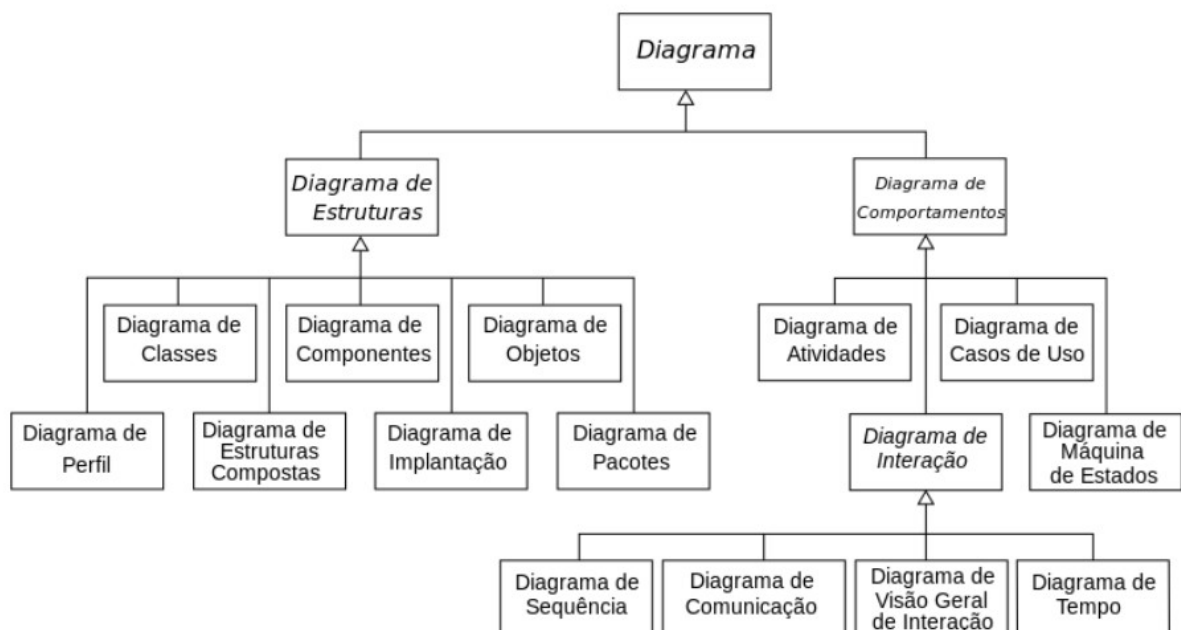 Diagrama
Diagrama de
Estruturas
Diagrama de
Comportamentos
Diagrama de
Classes
Diagrama de
Componentes
Diagrama de
Objetos
Diagrama de
Atividades
Diagrama de
Casos de Uso
Diagrama de
Perfil
Diagrama de
Estruturas
Compostas
Diagrama de
Implantação
Diagrama de
Pacotes
Diagrama de
Interação
Diagrama de
Máquina
de Estados
Diagrama de
Sequência
Diagrama de
Comunicação
Diagrama de
Visão Geral
de Interação
Diagrama de
Tempo